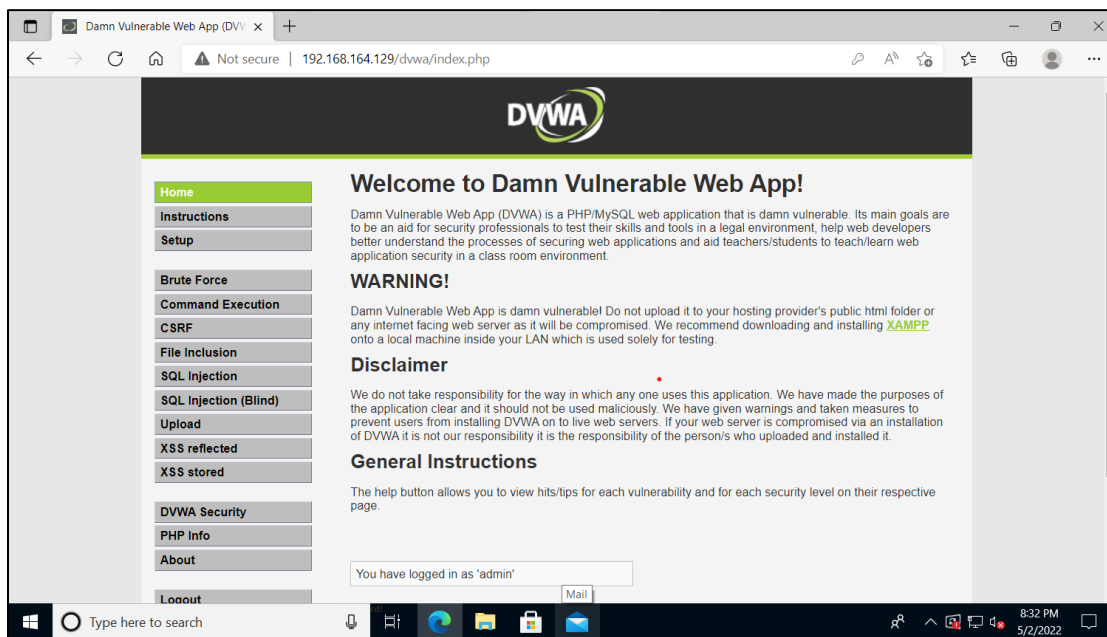 Damn Vulnerable Web App (DVV
Not secure | 192.168.164.129/dvwa/index.php
DVWA
Home
Instructions
Setup
Brute Force
Command Execution
CSRF
File Inclusion
SQL Injection
SQL Injection (Blind)
Upload
XSS reflected
XSS stored
DVWA Security
PHP Info
About
Logout
Welcome to Damn Vulnerable Web App!
Damn Vulnerable Web App (DVWA) is a PHP/MySQL web application that is damn vulnerable. Its main goals are
to be an aid for security professionals to test their skills and tools in a legal environment, help web developers
better understand the processes of securing web applications and aid teachers/students to teach/learn web
application security in a class room environment.
WARNING!
Damn Vulnerable Web App is damn vulnerable! Do not upload it to your hosting provider's public html folder or
any internet facing web server as it will be compromised. We recommend downloading and installing XAMPP
onto a local machine inside your LAN which is used solely for testing.
Disclaimer
We do not take responsibility for the way in which any one uses this application. We have made the purposes of
the application clear and it should not be used maliciously. We have given warnings and taken measures to
prevent users from installing DVWA on to live web servers. If your web server is compromised via an installation
of DVWA it is not our responsibility it is the responsibility of the person/s who uploaded and installed it.
General Instructions
The help button allows you to view hits/tips for each vulnerability and for each security level on their respective
page.
You have logged in as 'admin'
Mail
Type here to search
8:32 PM
5/2/2022